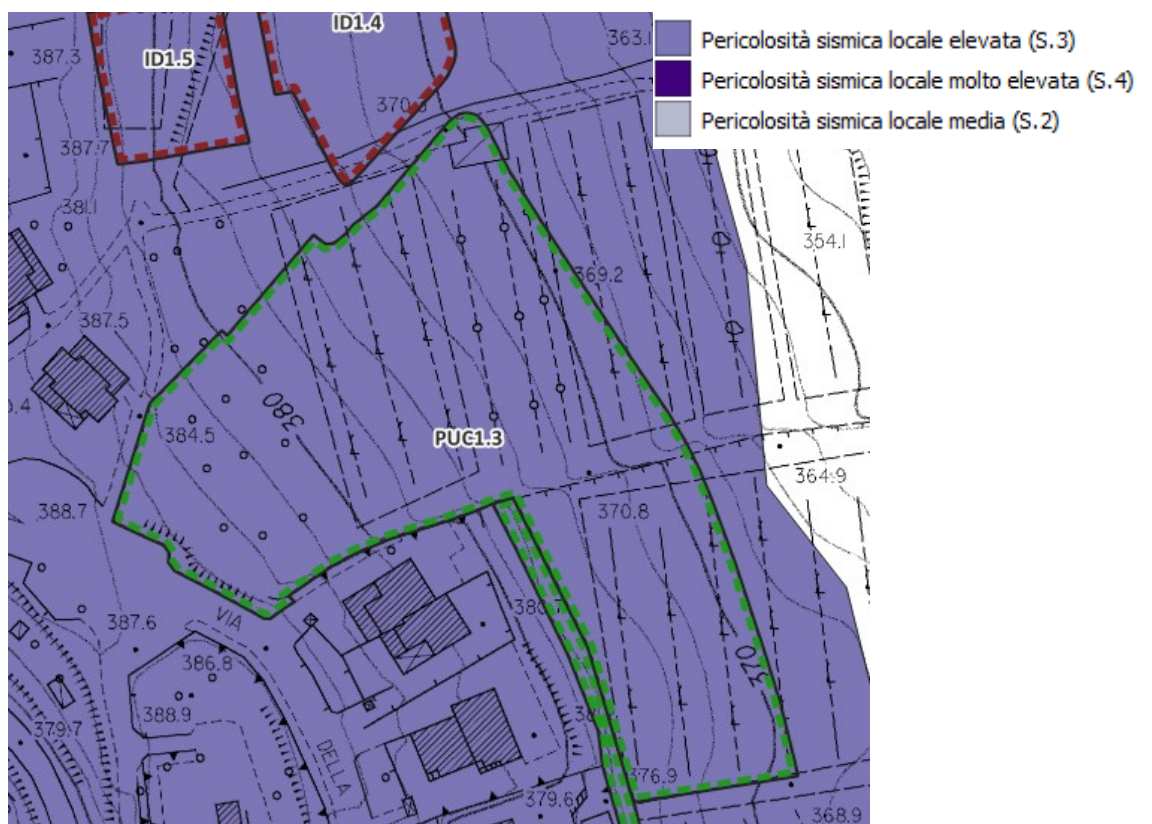 ID1.4
363.1
387.3
ID1.5
370.
387.7
381.1
354.1
369.2
387.5
380
384.5
PUC1.3
364.9
388.7
370.8
380.7
387.6
VIA
386.8
370
388.9
379.7
DELLA
376.9
379.6
368.9
Pericolosità sismica locale elevata (S.3)
Pericolosità sismica locale molto elevata (S.4)
Pericolosità sismica locale media (S.2)